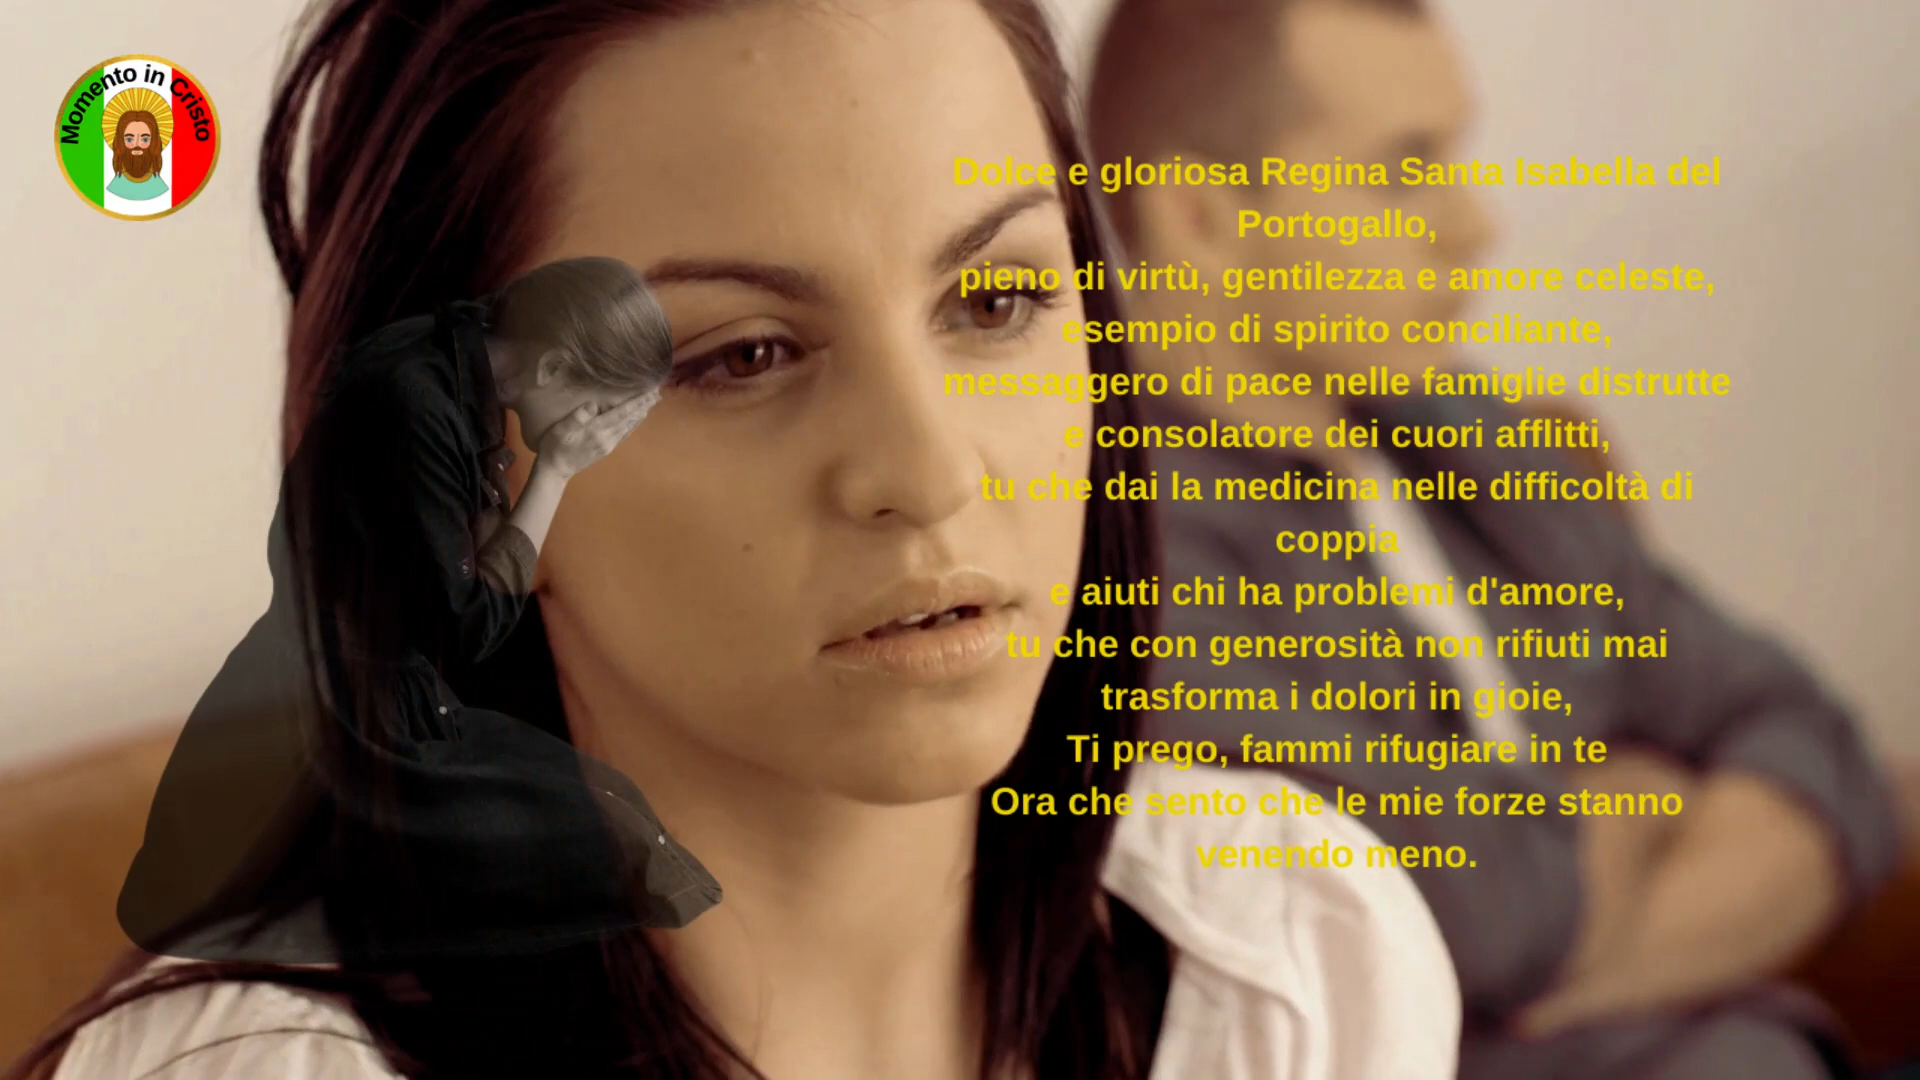 Momento in Cristo
Dolce e gloriosa Regina Santa Isabella del
Portogallo,
pieno di virtù, gentilezza e amore celeste,
esempio di spirito conciliante,
messaggero di pace nelle famiglie distrutte
e consolatore dei cuori afflitti,
tu che dai la medicina nelle difficoltà di
coppia
e aiuti chi ha problemi d'amore,
tu che con generosità non rifiuti mai
trasforma i dolori in gioie,
Ti prego, fammi rifugiare in te
Ora che sento che le mie forze stanno
venendo meno.